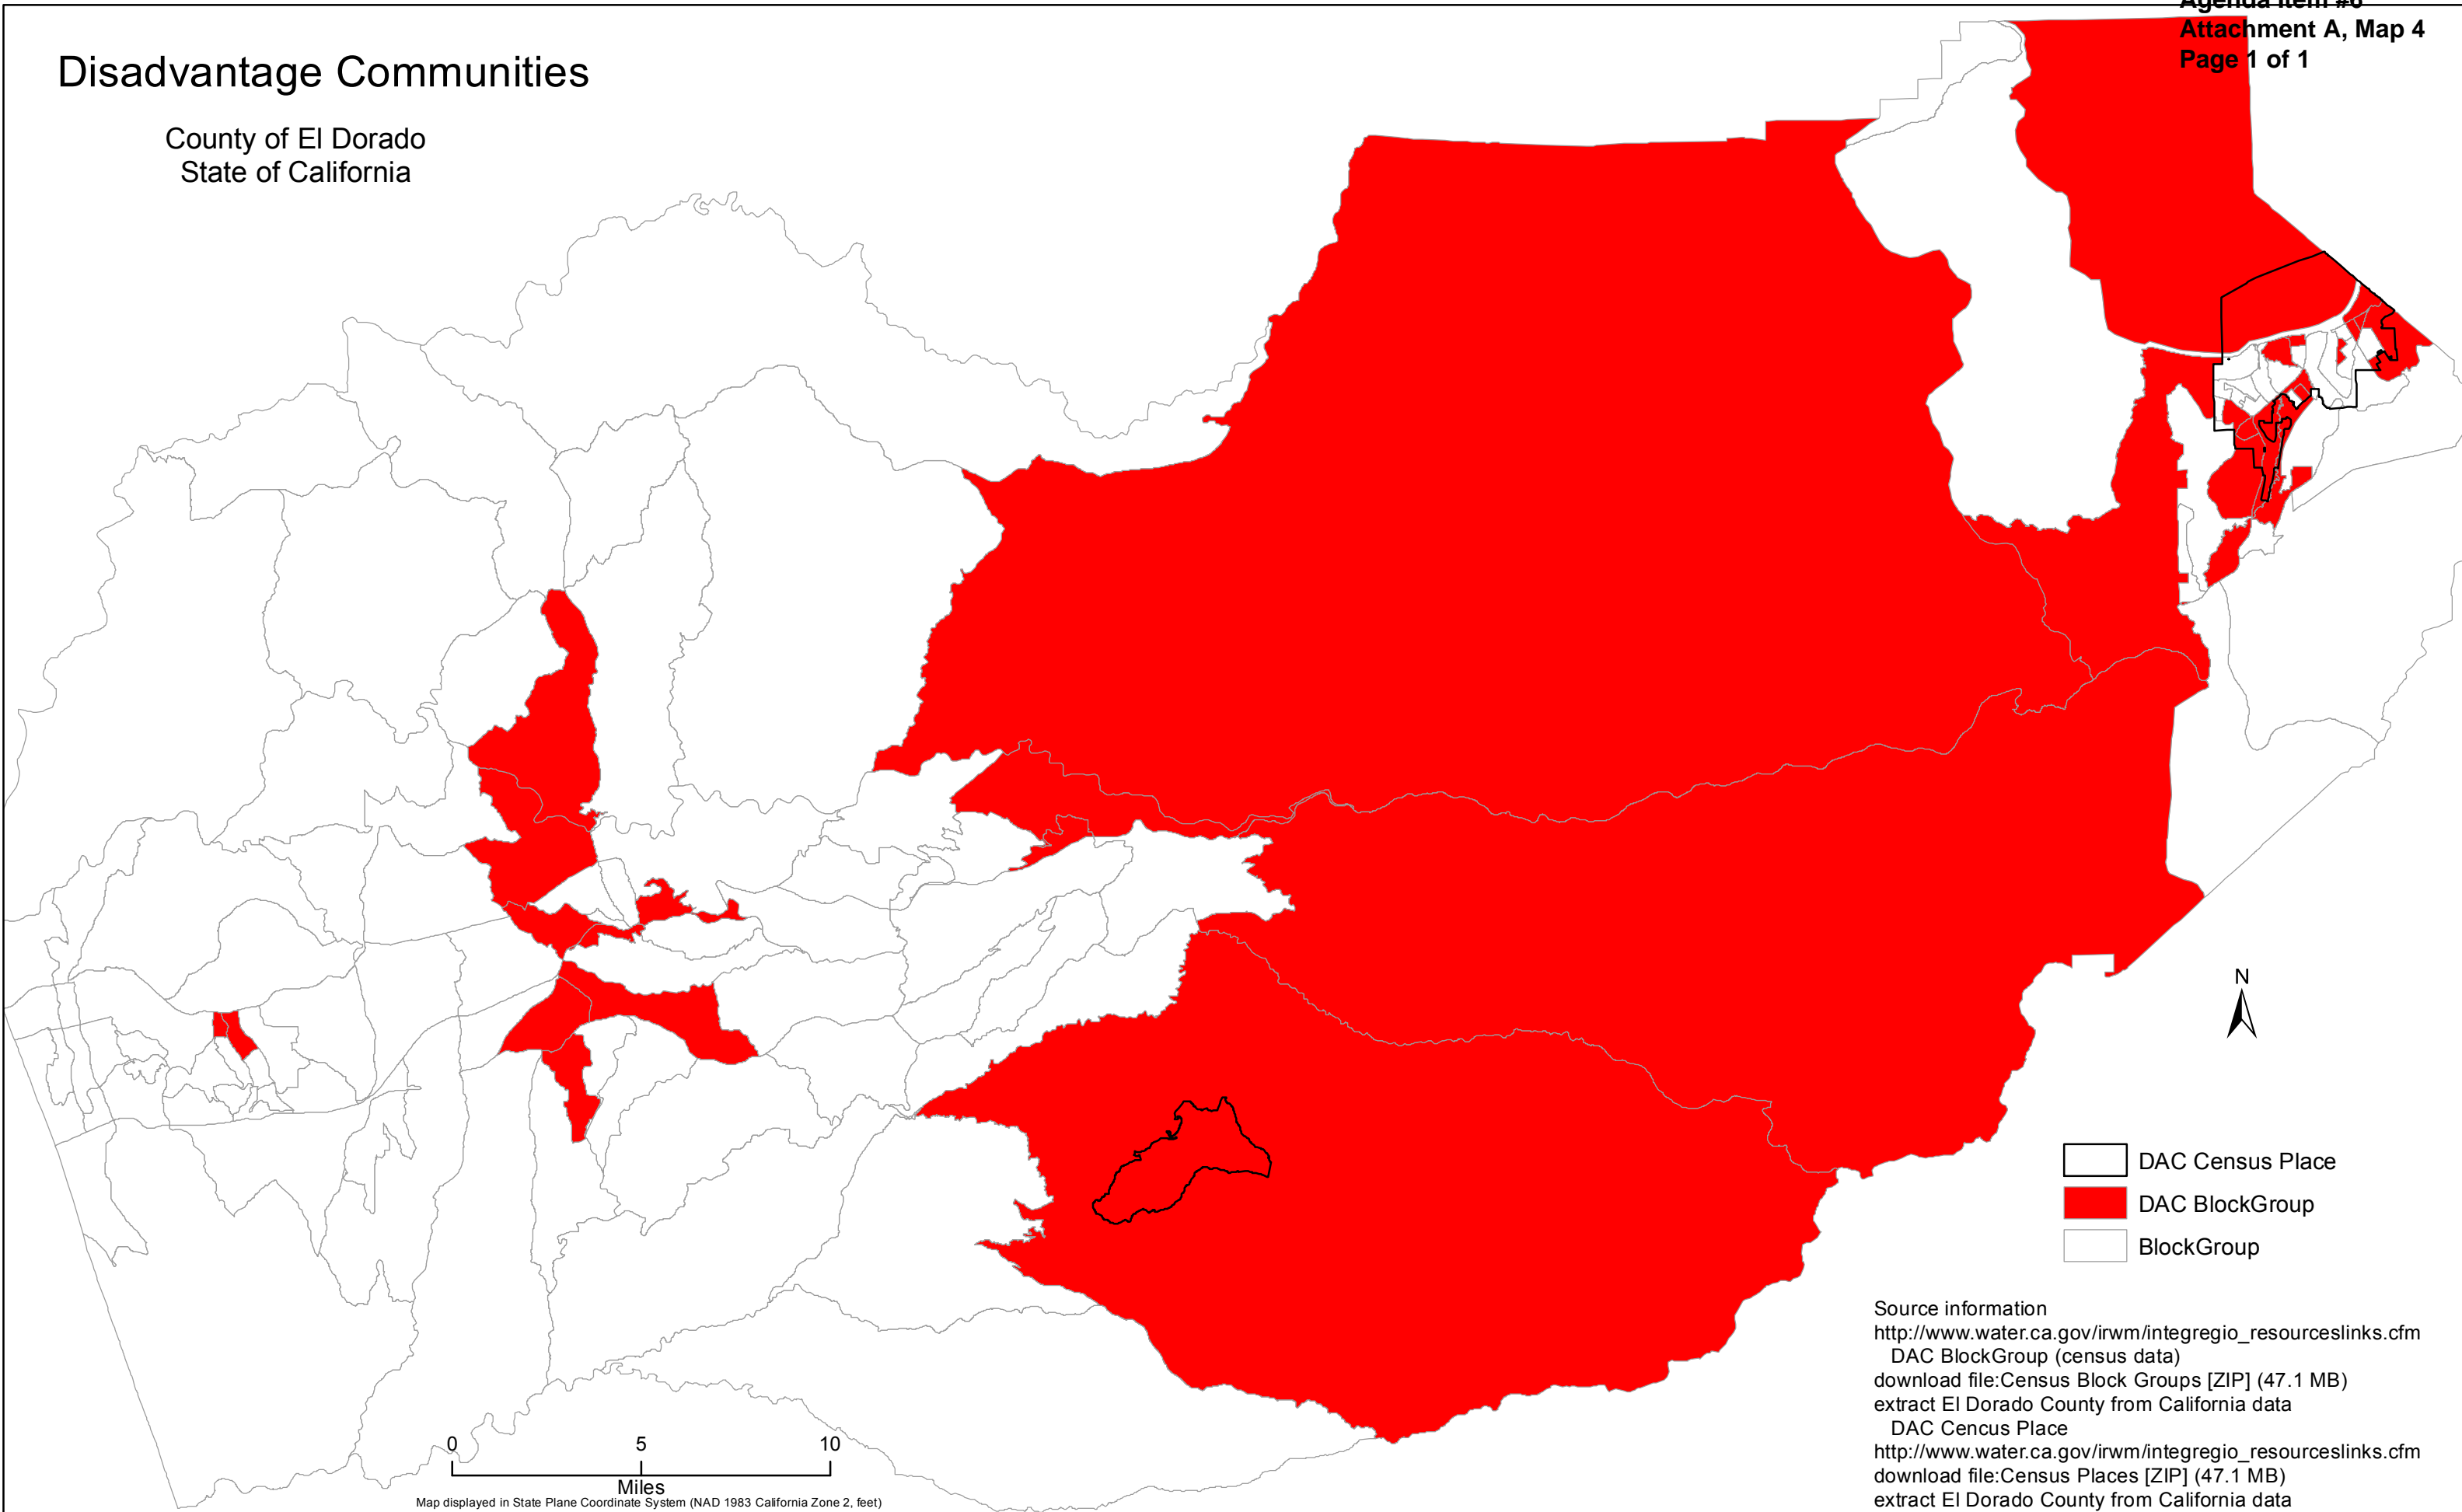 Agenda Item #6
Attachment A, Map 4
Page 1 of 1
Disadvantage Communities
County of El Dorado
State of California
N
DAC Census Place
DAC BlockGroup
BlockGroup
Source information
http://www.water.ca.gov/irwm/integregio_resourceslinks.cfm
DAC BlockGroup (census data)
download file:Census Block Groups [ZIP] (47.1 MB)
extract El Dorado County from California data
DAC Cencus Place
http://www.water.ca.gov/irwm/integregio_resourceslinks.cfm
download file:Census Places [ZIP] (47.1 MB)
extract El Dorado County from California data
0 5 10
Miles
Map displayed in State Plane Coordinate System (NAD 1983 California Zone 2, feet)